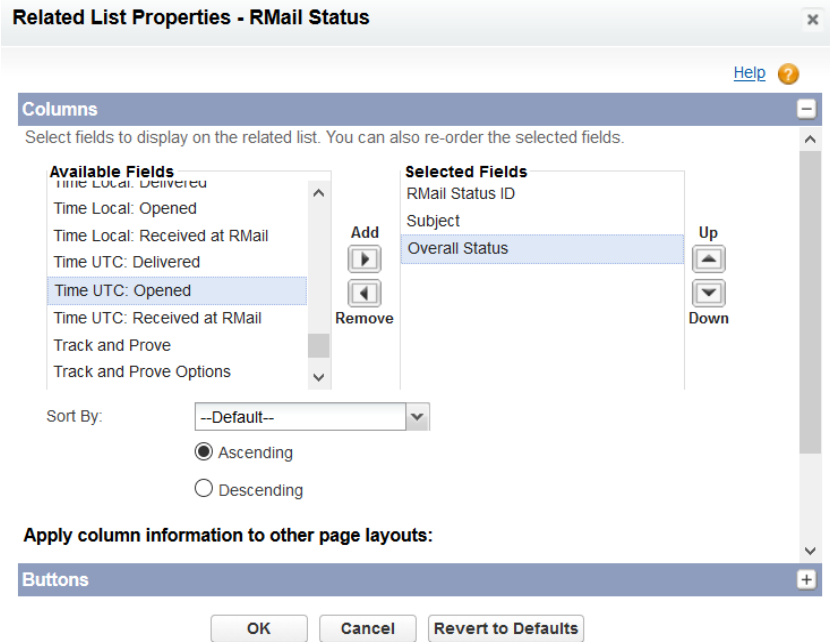 Related List Properties - RMail Status
Help
Columns
Select fields to display on the related list. You can also re-order the selected fields.
Available Fields
Time Local: Delivered
Time Local: Opened
Time Local: Received at RMail
Time UTC: Delivered
Time UTC: Opened
Time UTC: Received at RMail
Track and Prove
Track and Prove Options
Add
Remove
Selected Fields
RMail Status ID
Subject
Overall Status
Up
Down
Sort By:
--Default--
Ascending
Descending
Apply column information to other page layouts:
Buttons
OK
Cancel
Revert to Defaults